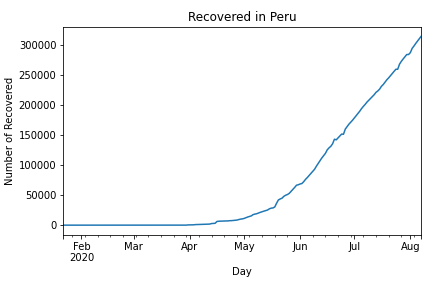 Recovered in Peru
Number of Recovered
300000
250000
200000
150000
100000
50000
0
Feb Mar Apr May Jun Jul Aug
2020
Day